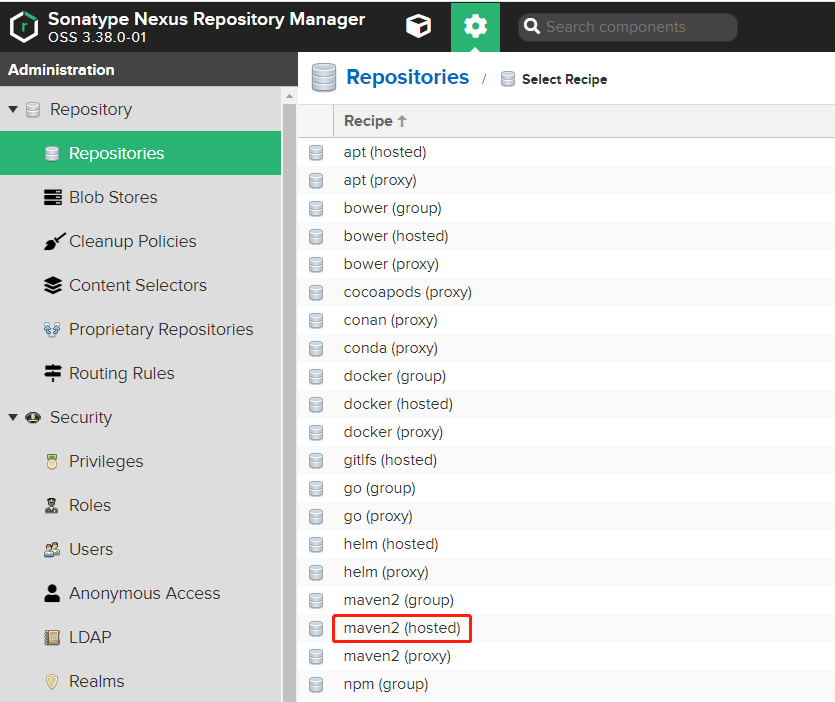 Sonatype Nexus Repository Manager
OSS 3.38.0-01
Search components
Administration
Repository
Repositories
Blob Stores
Cleanup Policies
Content Selectors
Proprietary Repositories
Routing Rules
Security
Privileges
Roles
Users
Anonymous Access
LDAP
Realms
Repositories / Select Recipe
Recipe
apt (hosted)
apt (proxy)
bower (group)
bower (hosted)
bower (proxy)
cocoapods (proxy)
conan (proxy)
conda (proxy)
docker (group)
docker (hosted)
docker (proxy)
gitlfs (hosted)
go (group)
go (proxy)
helm (hosted)
helm (proxy)
maven2 (group)
maven2 (hosted)
maven2 (proxy)
npm (group)